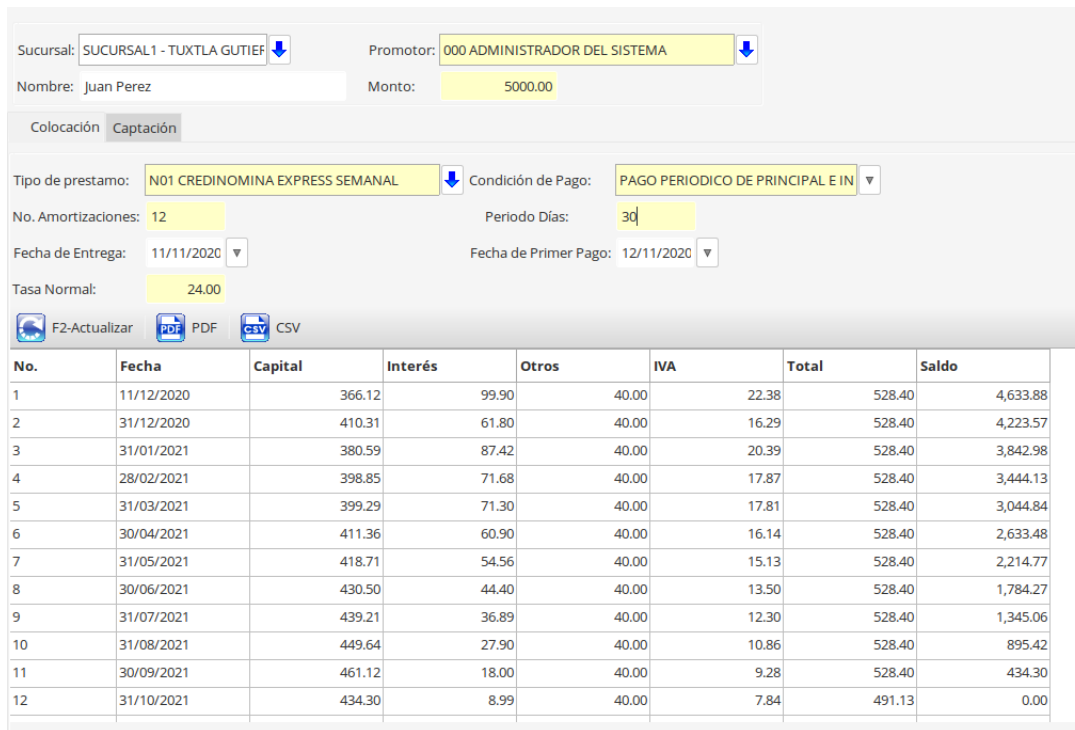 Sucursal: SUCURSAL1 - TUXTLA GUTIER Promotor: 000 ADMINISTRADOR DEL SISTEMA
Nombre: Juan Perez Monto: 5000.00
Colocación Captación
Tipo de prestamo: N01 CREDINOMINA EXPRESS SEMANAL Condición de Pago: PAGO PERIODICO DE PRINCIPAL E IN
No. Amortizaciones: 12 Periodo Días: 30
Fecha de Entrega: 11/11/2020 Fecha de Primer Pago: 12/11/2020
Tasa Normal: 24.00
F2-Actualizar PDF PDF CSV CSV
No. Fecha Capital Interés Otros IVA Total Saldo
1 11/12/2020 366.12 99.90 40.00 22.38 528.40 4,633.88
2 31/12/2020 410.31 61.80 40.00 16.29 528.40 4,223.57
3 31/01/2021 380.59 87.42 40.00 20.39 528.40 3,842.98
4 28/02/2021 398.85 71.68 40.00 17.87 528.40 3,444.13
5 31/03/2021 399.29 71.30 40.00 17.81 528.40 3,044.84
6 30/04/2021 411.36 60.90 40.00 16.14 528.40 2,633.48
7 31/05/2021 418.71 54.56 40.00 15.13 528.40 2,214.77
8 30/06/2021 430.50 44.40 40.00 13.50 528.40 1,784.27
9 31/07/2021 439.21 36.89 40.00 12.30 528.40 1,345.06
10 31/08/2021 449.64 27.90 40.00 10.86 528.40 895.42
11 30/09/2021 461.12 18.00 40.00 9.28 528.40 434.30
12 31/10/2021 434.30 8.99 40.00 7.84 491.13 0.00